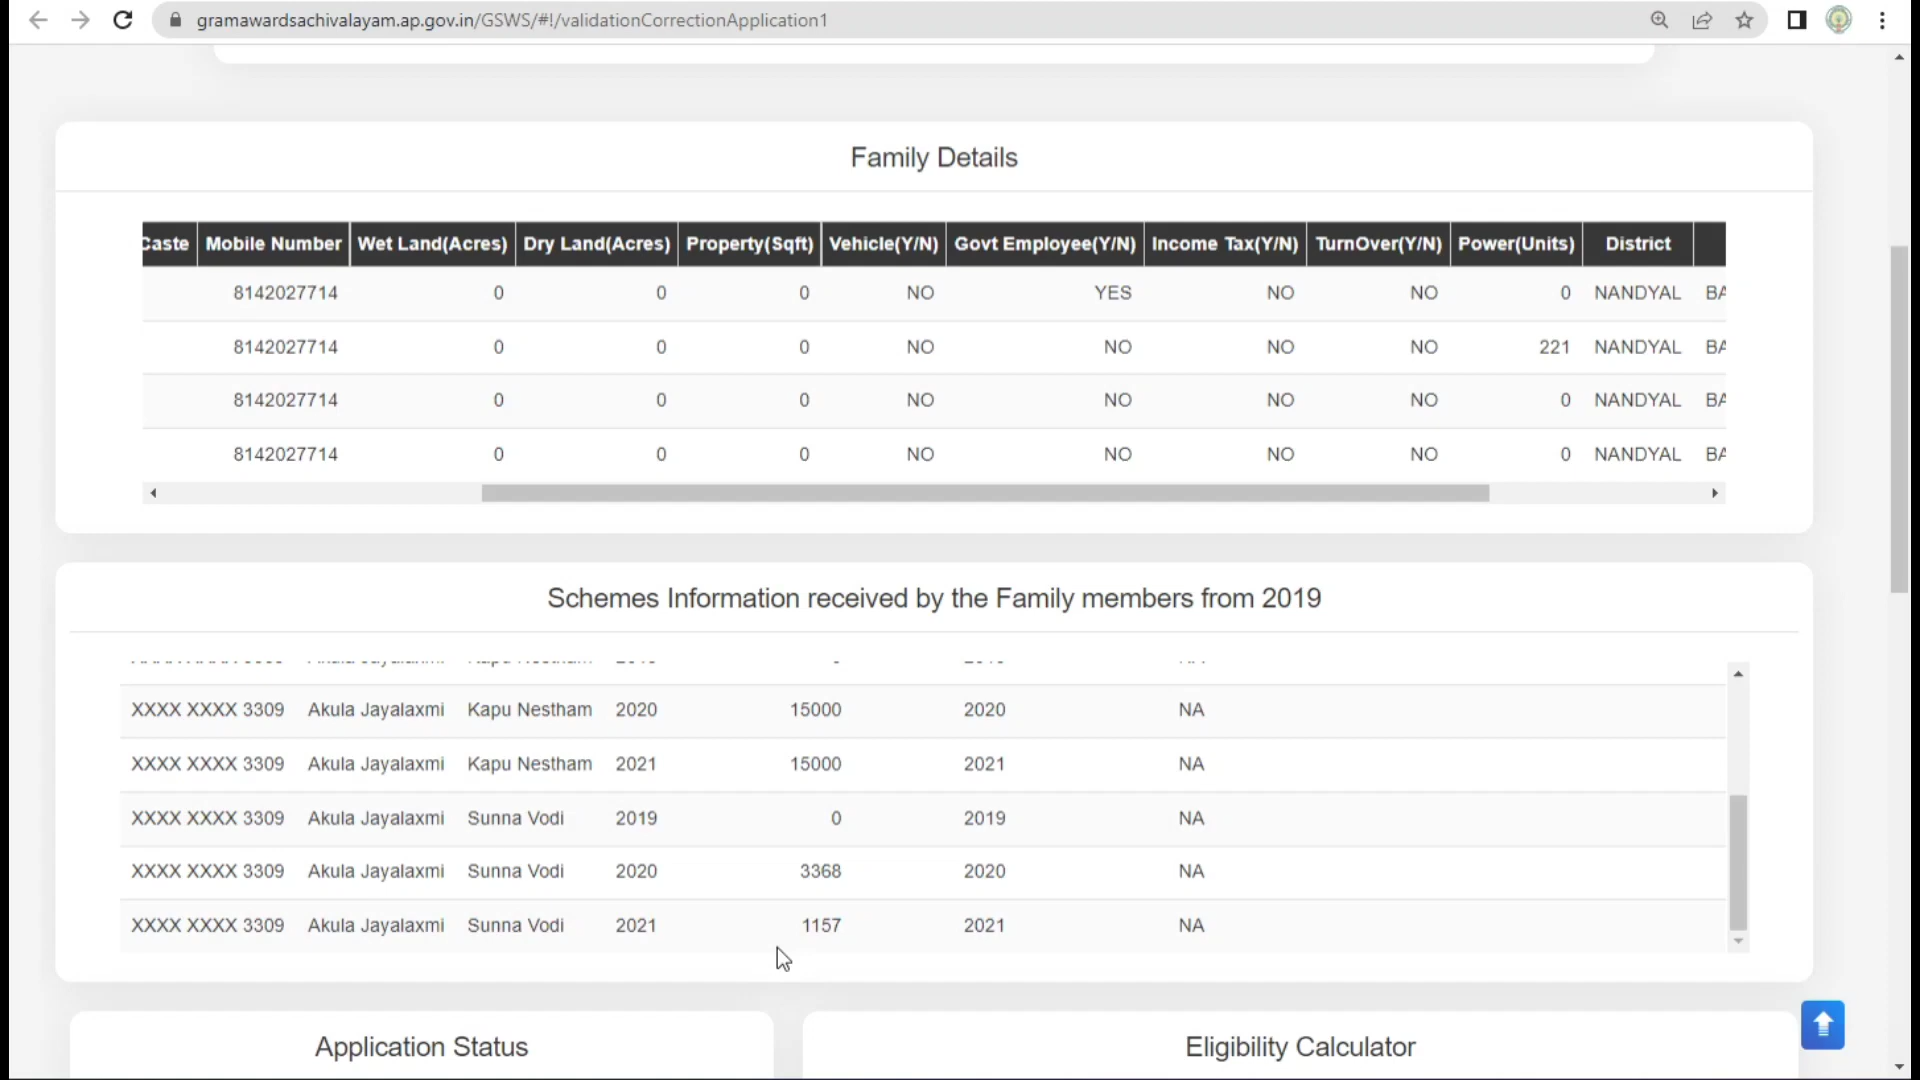 gramawardsachivalayam.ap.gov.in/GSWS/#!/validationCorrectionApplication1
Family Details
Caste Mobile Number Wet Land(Acres) Dry Land(Acres) Property(Sqft) Vehicle(Y/N) Govt Employee(Y/N) Income Tax(Y/N) TurnOver(Y/N) Power(Units) District
8142027714 0 0 0 NO YES NO NO 0 NANDYAL BA
8142027714 0 0 0 NO NO NO NO 221 NANDYAL BA
8142027714 0 0 0 NO NO NO NO 0 NANDYAL BA
8142027714 0 0 0 NO NO NO NO 0 NANDYAL BA
Schemes Information received by the Family members from 2019
XXXX XXXX 3309 Akula Jayalaxmi Kapu Nestham 2020 15000 2020 NA
XXXX XXXX 3309 Akula Jayalaxmi Kapu Nestham 2021 15000 2021 NA
XXXX XXXX 3309 Akula Jayalaxmi Sunna Vodi 2019 0 2019 NA
XXXX XXXX 3309 Akula Jayalaxmi Sunna Vodi 2020 3368 2020 NA
XXXX XXXX 3309 Akula Jayalaxmi Sunna Vodi 2021 1157 2021 NA
Application Status
Eligibility Calculator